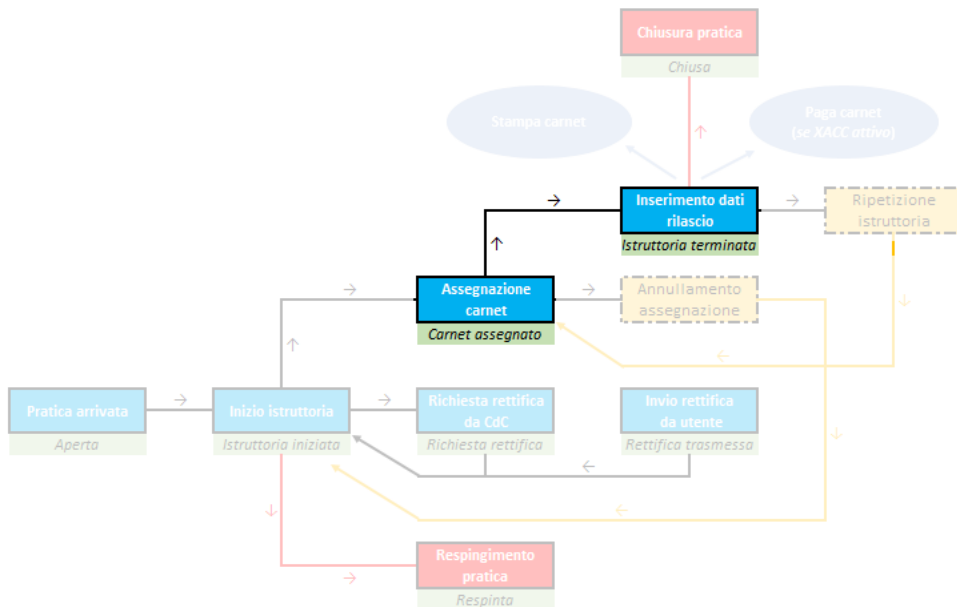 Chiusura pratica
Chiusa
Stampa carnet
Paga carnet
(se XACC attivo)
Inserimento dati
rilascio
Istruttoria terminata
Ripetizione
istruttoria
Assegnazione
carnet
Carnet assegnato
Annullamento
assegnazione
Pratica arrivata
Aperta
Inizio istruttoria
Istruttoria iniziata
Richiesta rettifica
da CdC
Richiesta rettifica
Invio rettifica
da utente
Rettifica trasmessa
Respingimento
pratica
Respinta